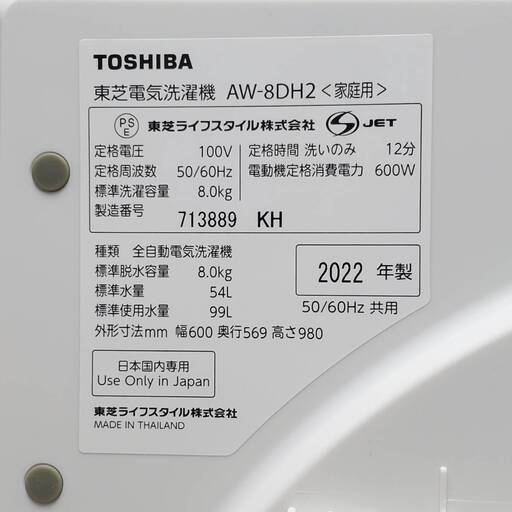 TOSHIBA
東芝電気洗濯機 AW-8DH2<家庭用>
PS E 東芝ライフスタイル株式会社 S JET
定格電圧 100V 定格時間 洗いのみ 12分
定格周波数 50/60Hz 電動機定格消費電力 600W
標準洗濯容量 8.0kg
製造番号 713889 KH
種類 全自動電気洗濯機
標準脱水容量 8.0kg 2022 年製
標準水量 54L
標準使用水量 99L 50/60Hz 共用
外形寸法mm 幅600 奥行569 高さ980
日本国内専用
Use Only in Japan
東芝ライフスタイル株式会社
MADE IN THAILAND